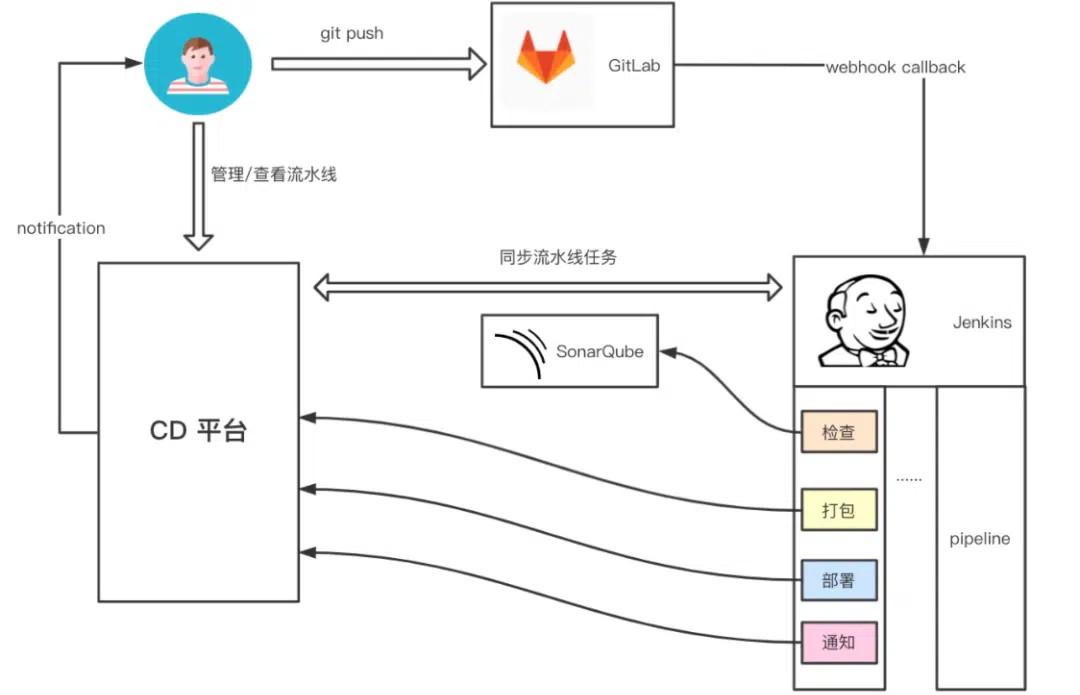 git push
GitLab
webhook callback
管理/查看流水线
notification
同步流水线任务
Jenkins
SonarQube
CD 平台
检查
......
打包
pipeline
部署
通知